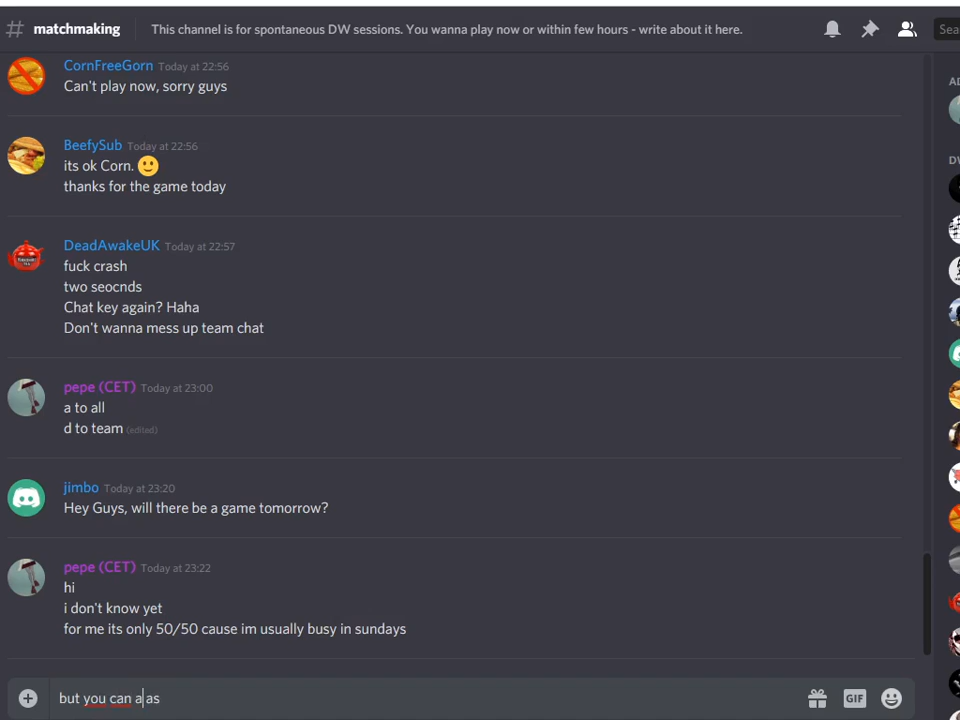 # matchmaking This channel is for spontaneous DW sessions. You wanna play now or within few hours - write about it here. Sea
AD
CornFreeGorn Today at 22:56
Can't play now, sorry guys
BeefySub Today at 22:56
its ok Corn. 🙂
thanks for the game today
DW
DeadAwakeUK Today at 22:57
fuck crash
two seocnds
Chat key again? Haha
Don't wanna mess up team chat
pepe (CET) Today at 23:00
a to all
d to team (edited)
jimbo Today at 23:20
Hey Guys, will there be a game tomorrow?
pepe (CET) Today at 23:22
hi
i don't know yet
for me its only 50/50 cause im usually busy in sundays
but you can a as
GIF